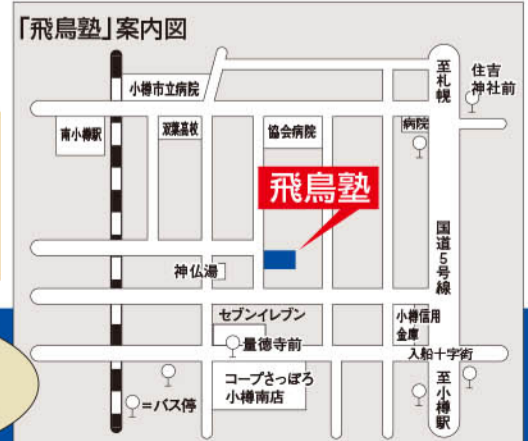 「飛鳥塾」案内図
至札幌
住吉
神社前
小樽市立病院
南小樽駅
双葉高校
協会病院
病院
飛鳥塾
国道5号線
神仏湯
セブンイレブン
小樽信用
金庫
量徳寺前
入船十字街
コープさっぽろ
小樽南店
至小樽駅
=バス停